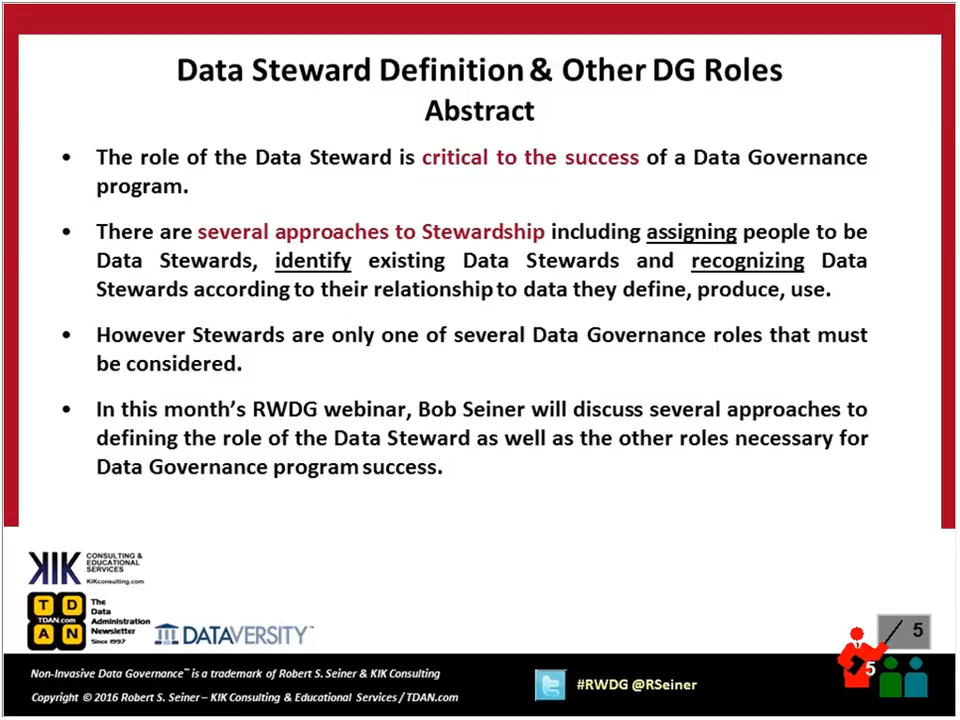 Data Steward Definition & Other DG Roles
Abstract
• The role of the Data Steward is critical to the success of a Data Governance
program.
• There are several approaches to Stewardship including assigning people to be
Data Stewards, identify existing Data Stewards and recognizing Data
Stewards according to their relationship to data they define, produce, use.
• However Stewards are only one of several Data Governance roles that must
be considered.
• In this month's RWDG webinar, Bob Seiner will discuss several approaches to
defining the role of the Data Steward as well as the other roles necessary for
Data Governance program success.
KIK
CONSULTING &
EDUCATIONAL
SERVICES
KIKconsulting.com
T D
TDAN.com
A N
The
Data
Administration
Newsletter
Since 1997
DATAVERSITY™
5
5
Non-Invasive Data Governance™ is a trademark of Robert S. Seiner & KIK Consulting
Copyright © 2016 Robert S. Seiner – KIK Consulting & Educational Services / TDAN.com
#RWDG @RSeiner